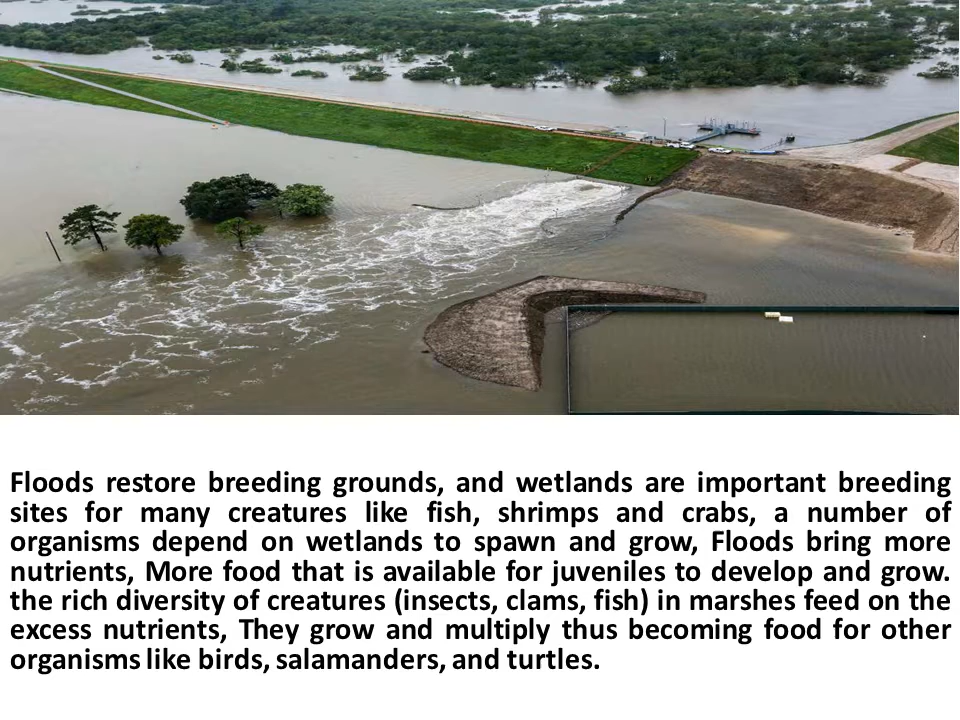 Floods restore breeding grounds, and wetlands are important breeding
sites for many creatures like fish, shrimps and crabs, a number of
organisms depend on wetlands to spawn and grow, Floods bring more
nutrients, More food that is available for juveniles to develop and grow.
the rich diversity of creatures (insects, clams, fish) in marshes feed on the
excess nutrients, They grow and multiply thus becoming food for other
organisms like birds, salamanders, and turtles.